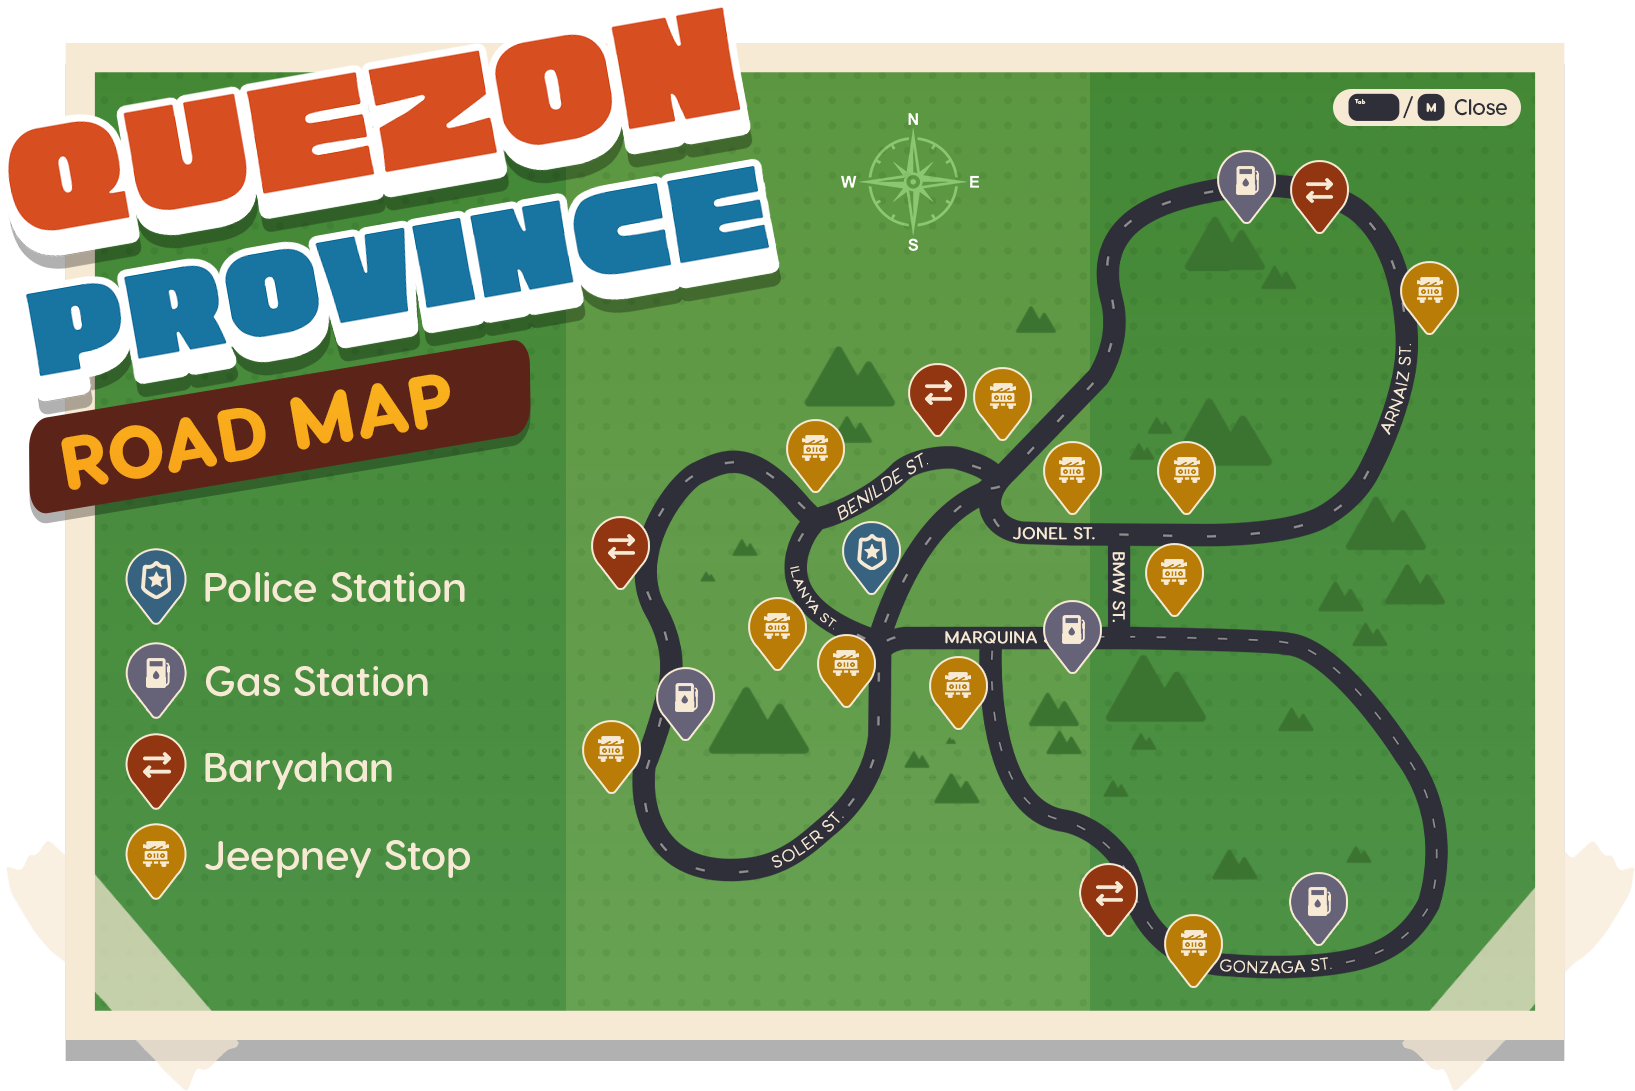 QUEZON
PROVINCE
ROAD MAP
Tab / M Close
N
W E
S
ARNAIZ ST.
BENILDE ST.
JONEL ST.
BMW ST.
ILANYA ST.
MARQUINA
SOLER ST.
GONZAGA ST.
Police Station
Gas Station
Baryahan
Jeepney Stop